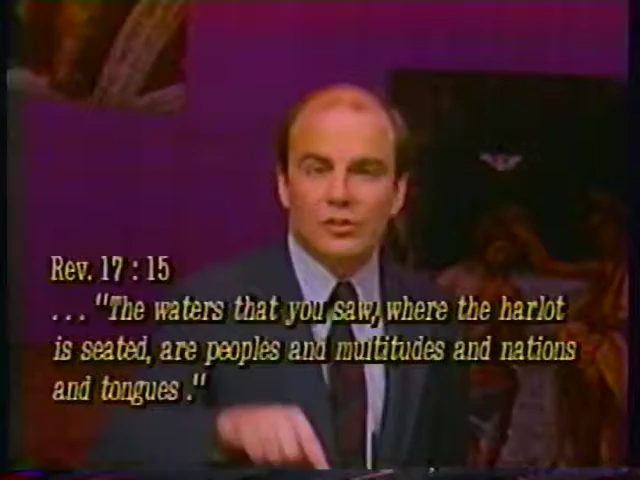 Rev. 17 : 15
... "The waters that you saw, where the harlot
is seated, are peoples and multitudes and nations
and tongues."